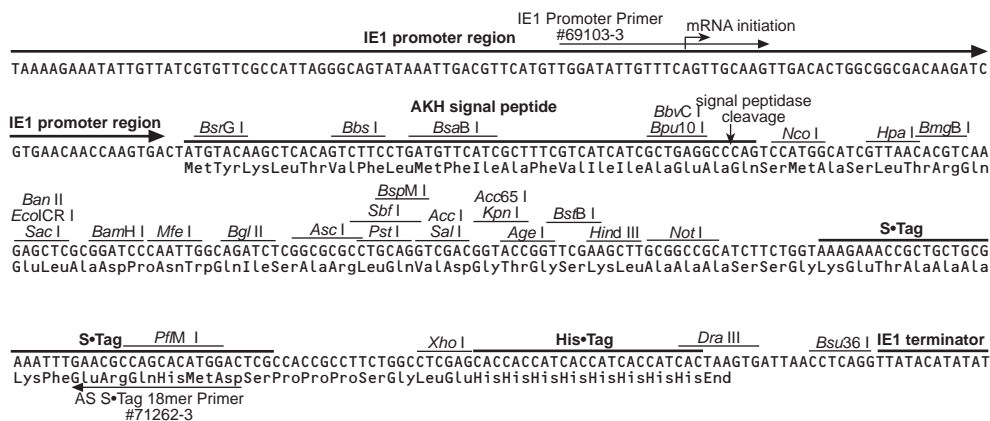 IE1 Promoter Primer
#69103-3
mRNA initiation
IE1 promoter region
TAAAAGAAATATTGTTATCGTGTTCGCCATTAGGGCAGTATAAATTGACGTTCATGTTGGATATTGTTTCAGTTGCAAGTTGACACTGGCGGCGACAAGATC
IE1 promoter region
AKH signal peptide
signal peptidase
cleavage
BsrG I
Bbs I
BsaB I
BbvC I
Bpu10 I
Nco I
Hpa I
BmgB I
GTGAACAACCAAGTGACTATGTACAAGCTCACAGTCTTCCTGATGTTCATCGCTTTCGTCATCATCGCTGAGGCCCAGTCCATGGCATCGTTAACACGTCAA
MetTyrLysLeuThrValPheLeuMetPheIleAlaPheValIleIleAlaGluAlaGlnSerMetAlaSerLeuThrArgGln
Ban II
EcoICR I
Sac I
BamH I
Mfe I
Bgl II
Asc I
BspM I
Sbf I
Pst I
Acc I
Sal I
Acc65 I
Kpn I
Age I
BstB I
Hind III
Not I
S•Tag
GAGCTCGCGGATCCCAATTGGCAGATCTCGGCGCGCCTGCAGGTCGACGGTACCGGTTCGAAGCTTGCGGCCGCATCTTCTGGTAAAGAAACCGCTGCTGCG
GluLeuAlaAspProAsnTrpGlnIleSerAlaArgLeuGlnValAspGlyThrGlySerLysLeuAlaAlaAlaSerSerGlyLysGluThrAlaAlaAla
S•Tag
PflM I
Xho I
His•Tag
Dra III
Bsu36 I
IE1 terminator
AAATTTGAACGCCAGCACATGGACTCGCCACCGCCTTCTGGCCTCGAGCACCACCATCACCATCACCATCACTAAGTGATTAACCTCAGGTTATACATATAT
LysPheGluArgGlnHisMetAspSerProProProSerGlyLeuGluHisHisHisHisHisHisHisHisEnd
AS S•Tag 18mer Primer
#71262-3